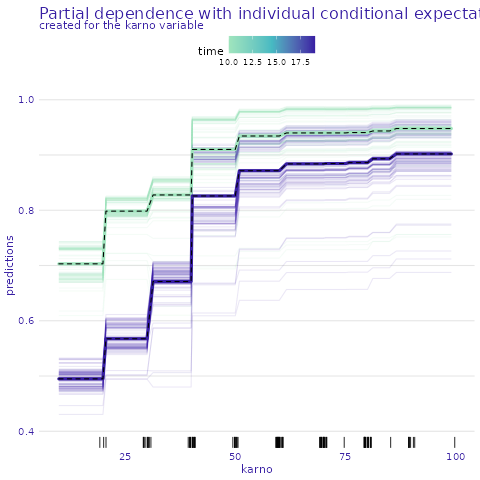 Partial dependence with individual conditional expectat
created for the karno variable
time
10.0 12.5 15.0 17.5
1.0
0.8
0.6
0.4
predictions
25 50 75 100
karno